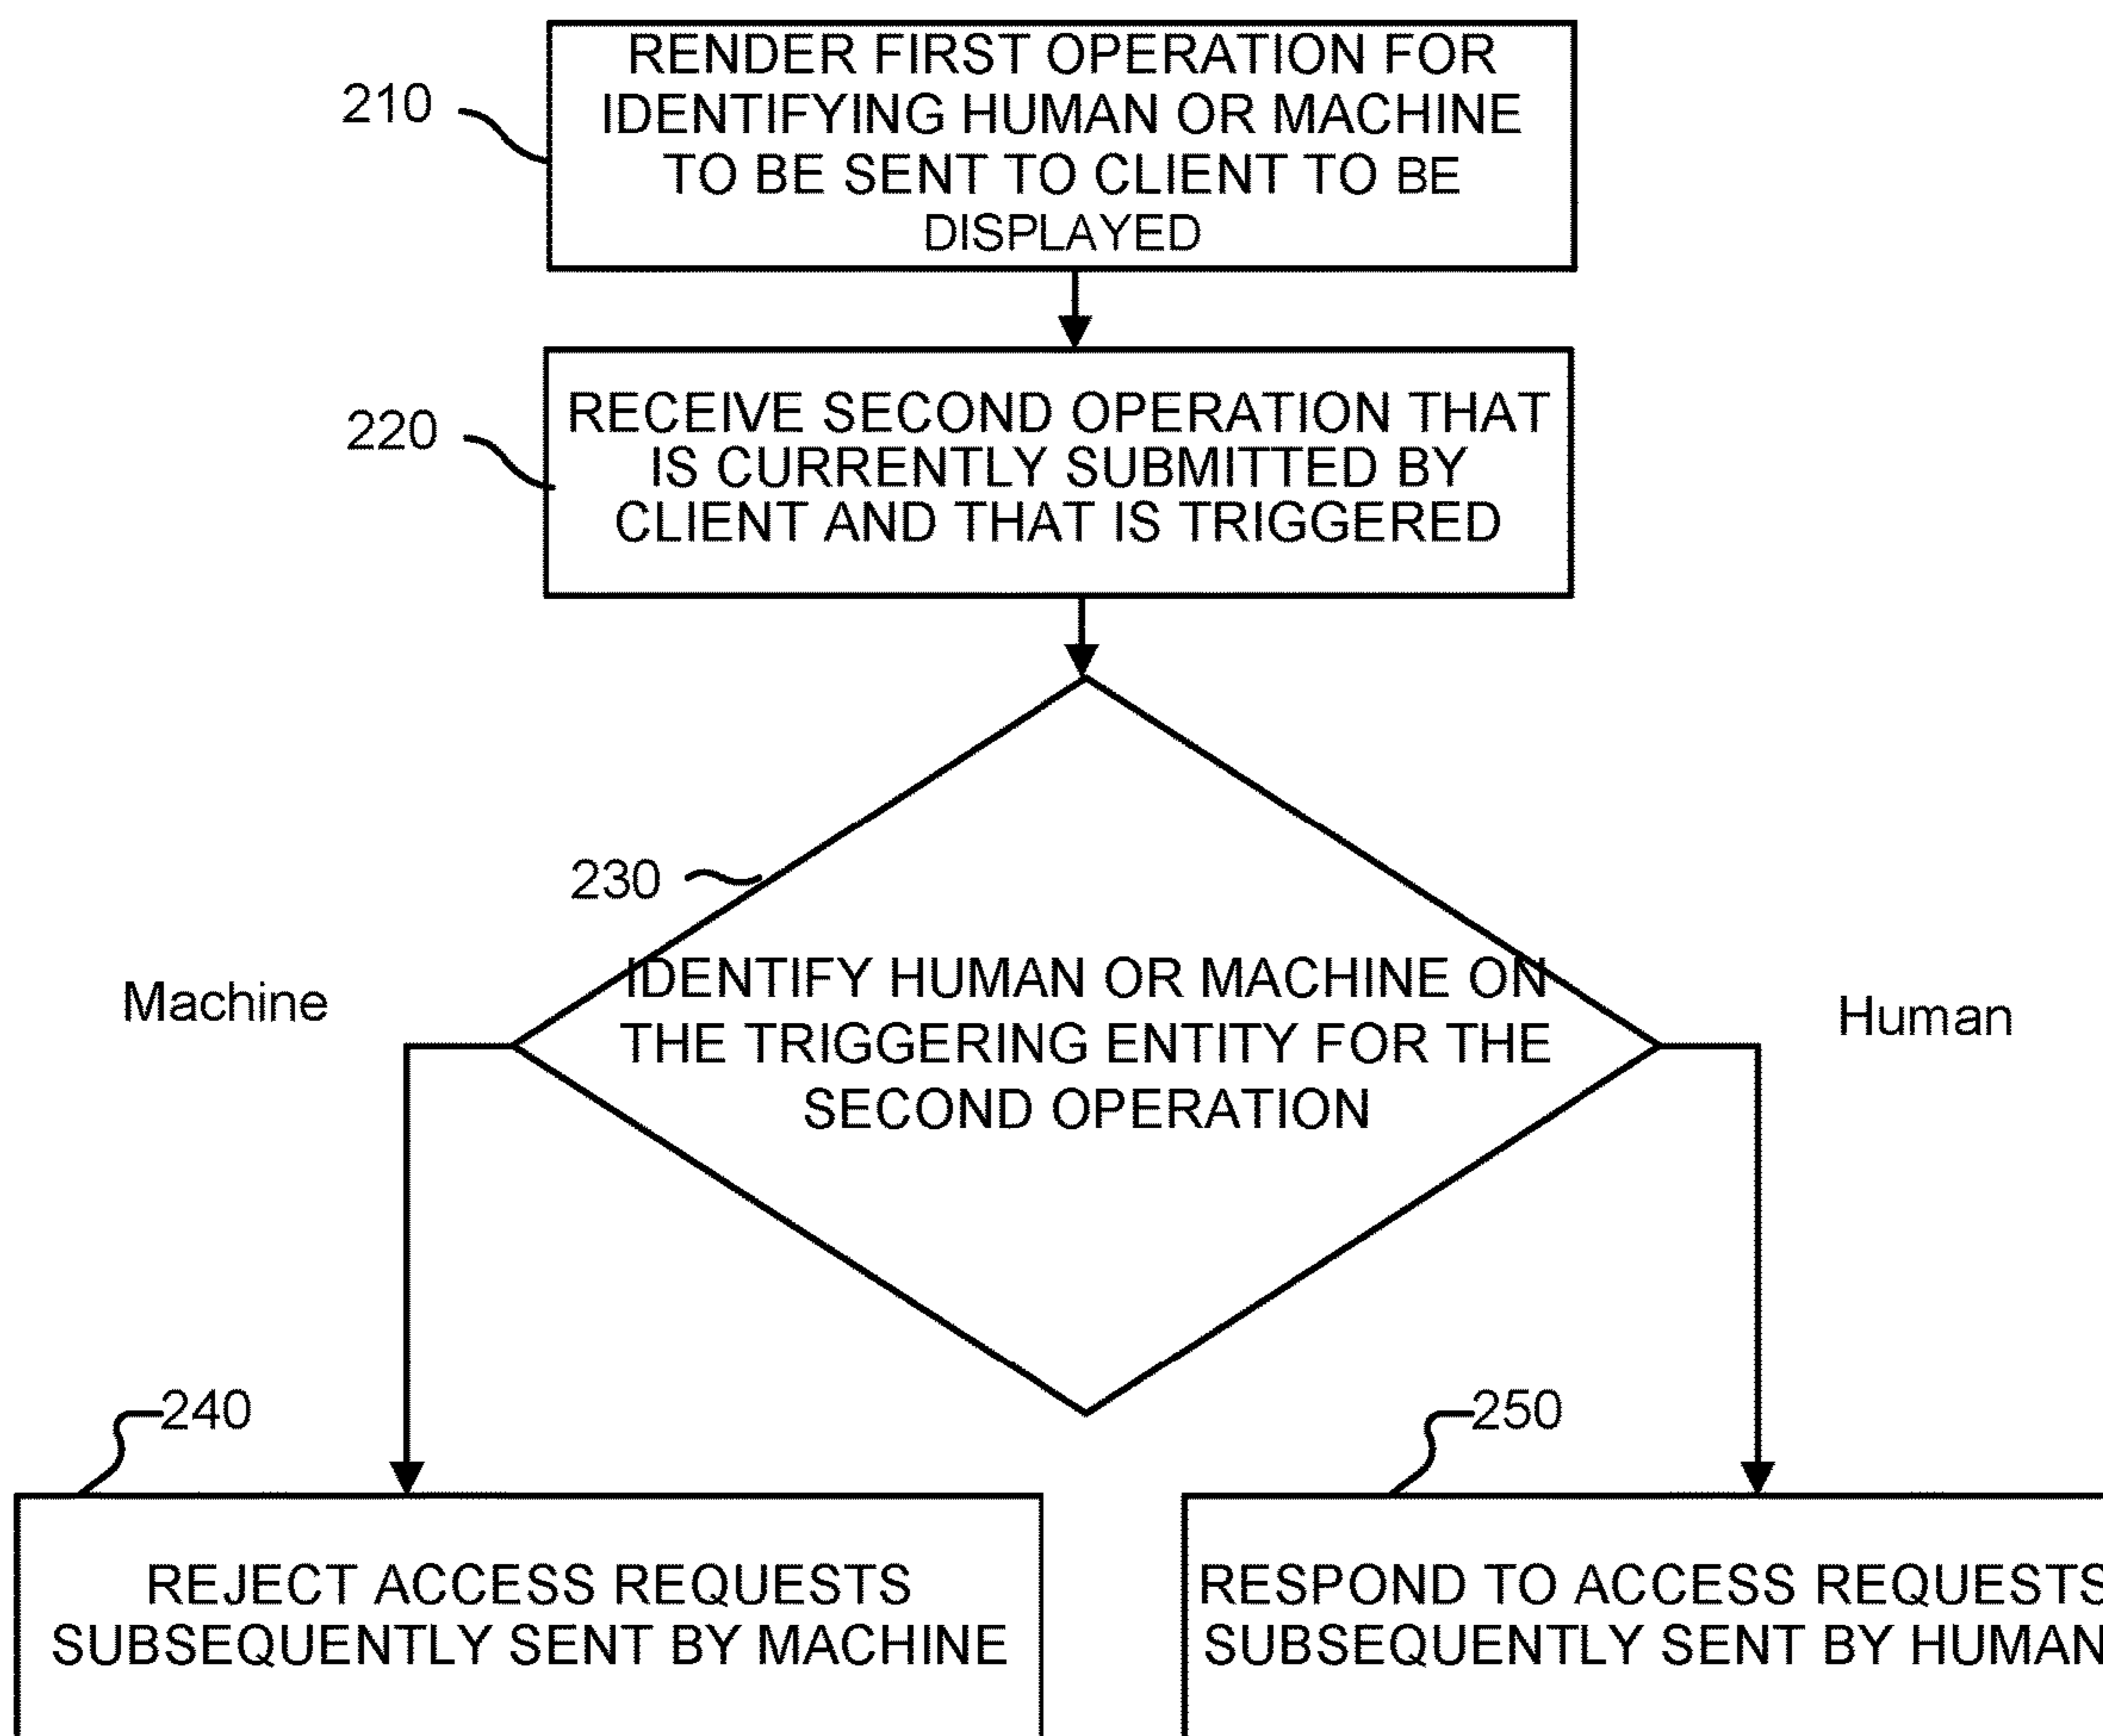 RENDER FIRST OPERATION FOR
IDENTIFYING HUMAN OR MACHINE
TO BE SENT TO CLIENT TO BE
DISPLAYED
210
RECEIVE SECOND OPERATION THAT
IS CURRENTLY SUBMITTED BY
CLIENT AND THAT IS TRIGGERED
220
230
IDENTIFY HUMAN OR MACHINE ON
THE TRIGGERING ENTITY FOR THE
SECOND OPERATION
Machine
Human
240
250
REJECT ACCESS REQUESTS
SUBSEQUENTLY SENT BY MACHINE
RESPOND TO ACCESS REQUESTS
SUBSEQUENTLY SENT BY HUMAN